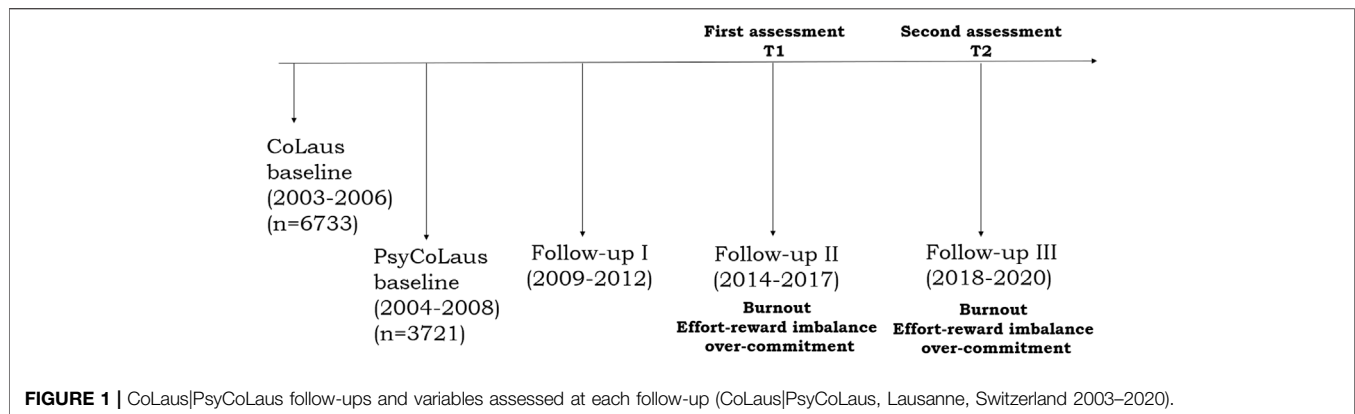 First assessment
T1
Second assessment
T2
CoLaus
baseline
(2003-2006)
(n=6733)
PsyCoLaus
baseline
(2004-2008)
(n=3721)
Follow-up I
(2009-2012)
Follow-up II
(2014-2017)
Burnout
Effort-reward imbalance
over-commitment
Follow-up III
(2018-2020)
Burnout
Effort-reward imbalance
over-commitment
FIGURE 1 | CoLaus|PsyCoLaus follow-ups and variables assessed at each follow-up (CoLaus|PsyCoLaus, Lausanne, Switzerland 2003–2020).